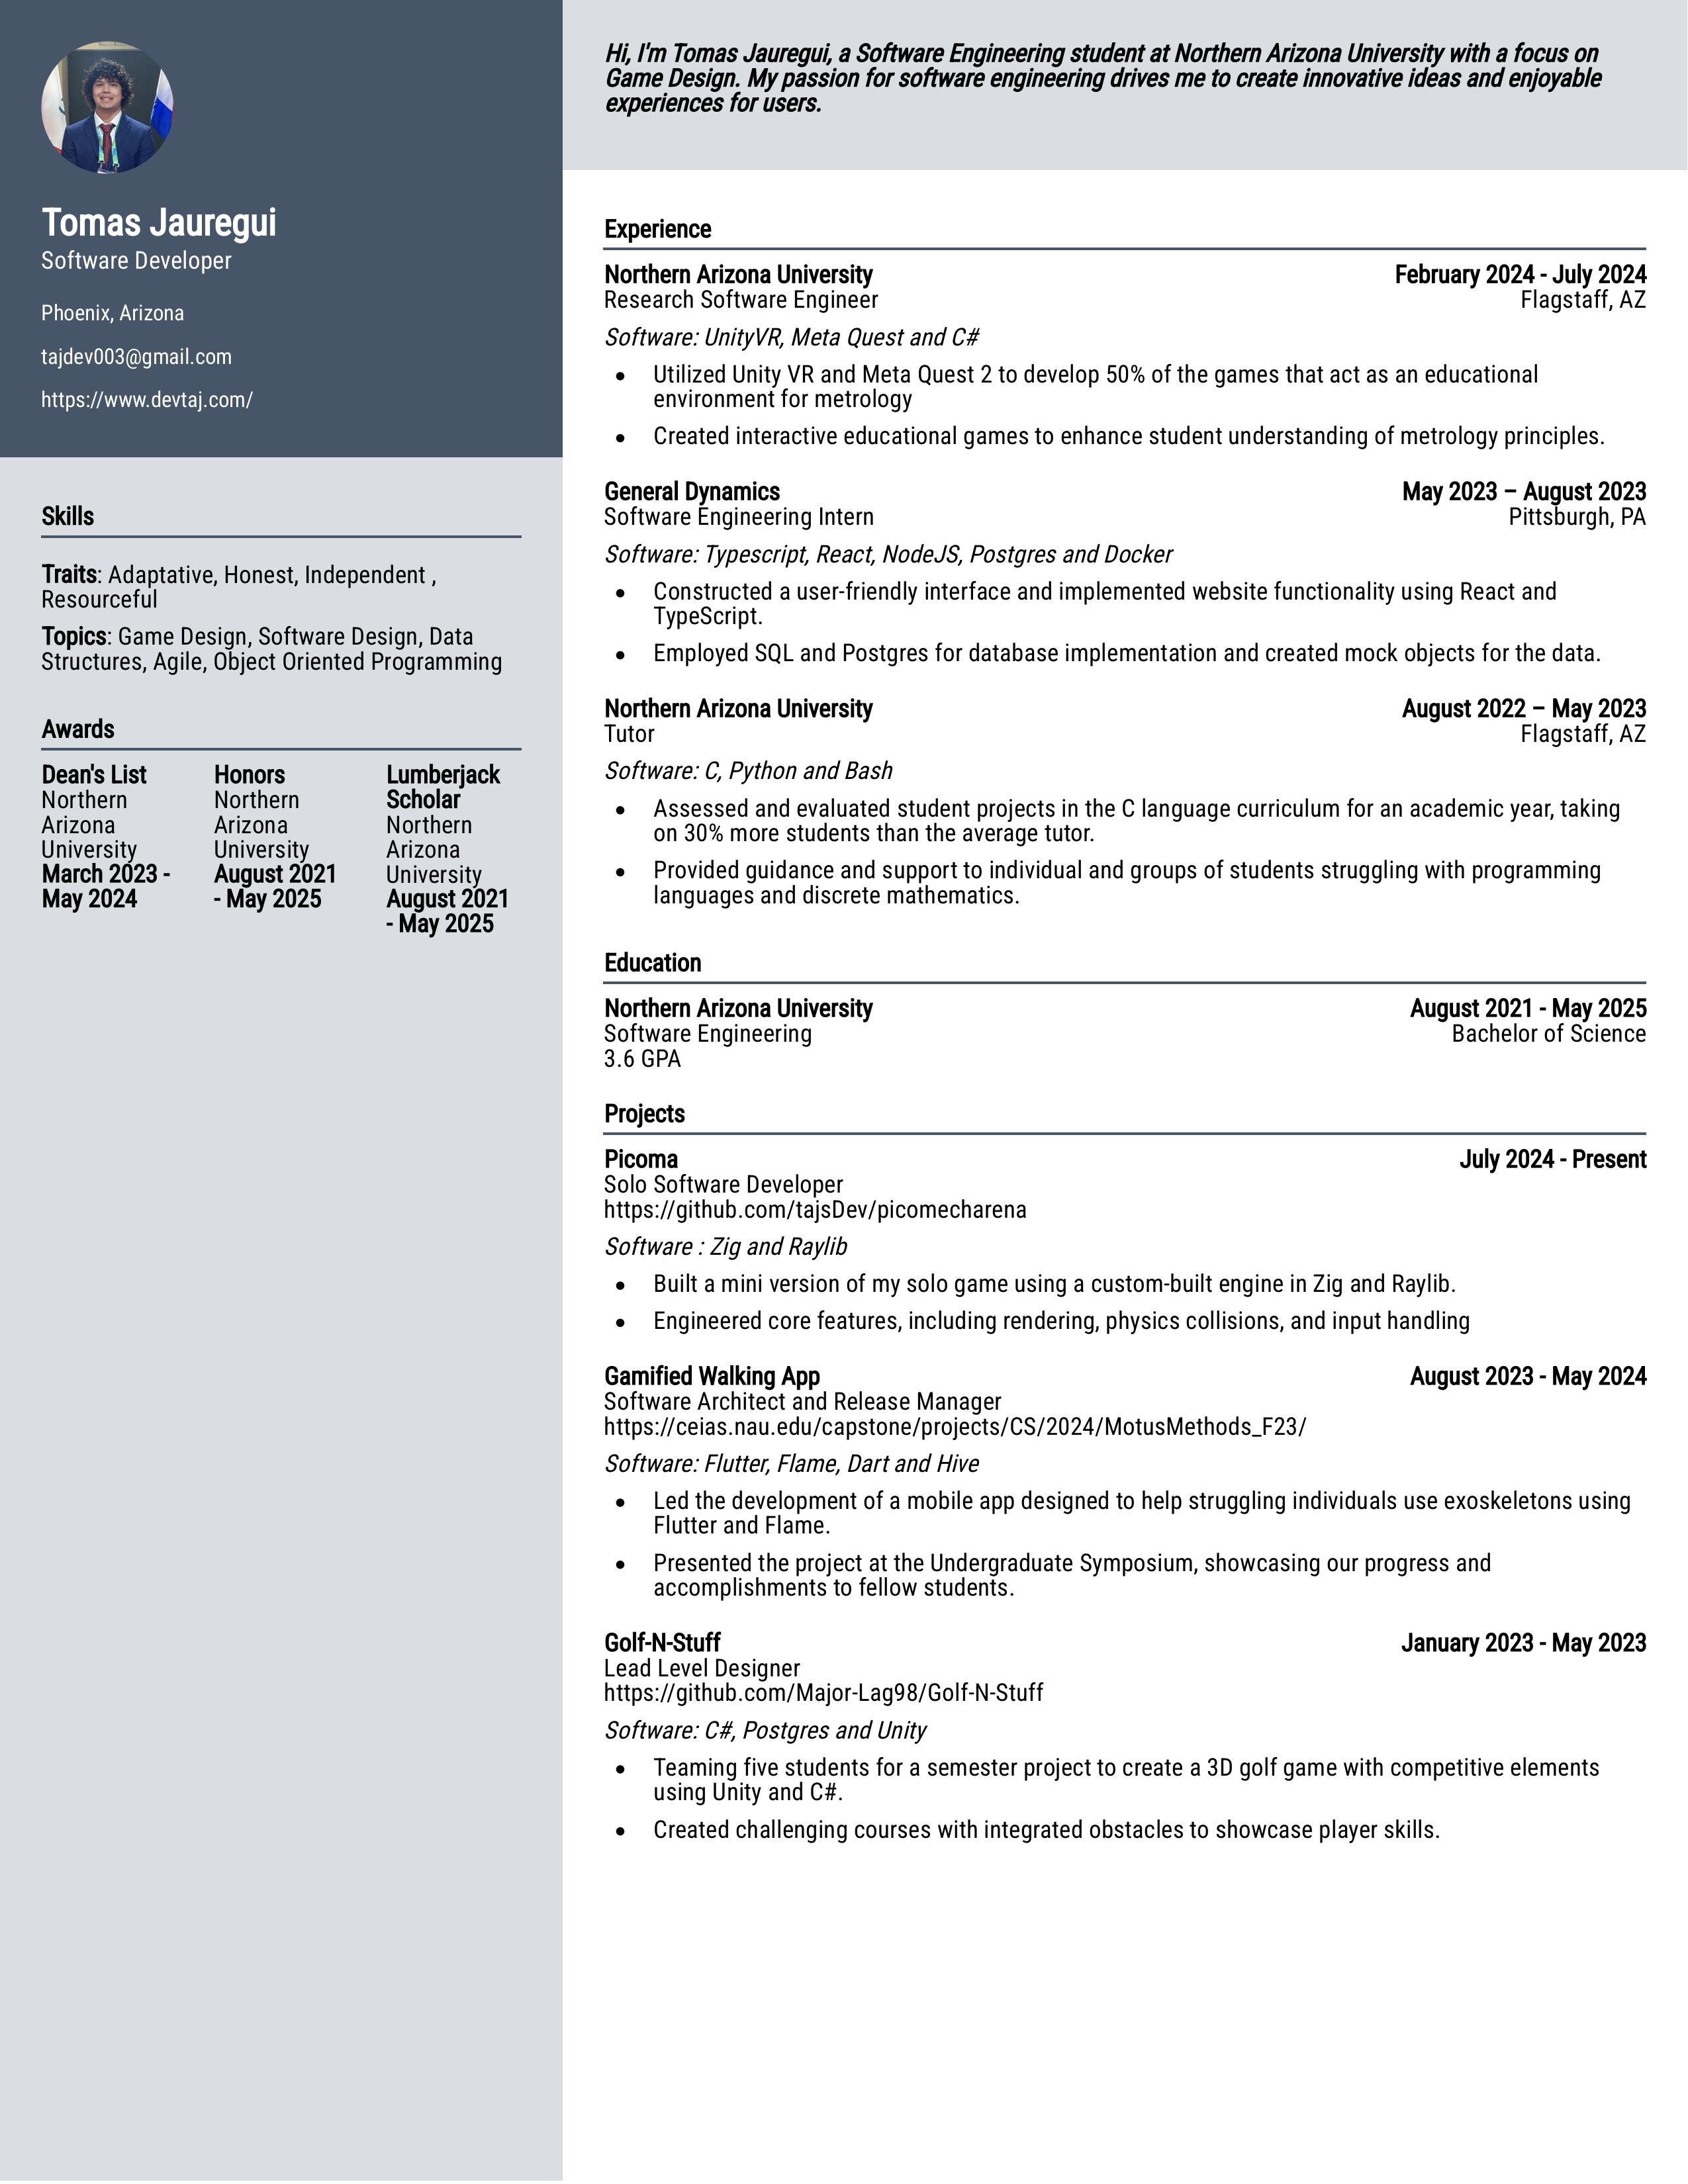 Tomas Jauregui
Software Developer
Phoenix, Arizona
tajdev003@gmail.com
https://www.devtaj.com/
Skills
Traits: Adaptative, Honest, Independent ,
Resourceful
Topics: Game Design, Software Design, Data
Structures, Agile, Object Oriented Programming
Awards
Dean's List
Northern
Arizona
University
March 2023 -
May 2024
Honors
Northern
Arizona
University
August 2021
- May 2025
Lumberjack
Scholar
Northern
Arizona
University
August 2021
- May 2025
Hi, I'm Tomas Jauregui, a Software Engineering student at Northern Arizona University with a focus on
Game Design. My passion for software engineering drives me to create innovative ideas and enjoyable
experiences for users.
Experience
Northern Arizona University February 2024 - July 2024
Research Software Engineer Flagstaff, AZ
Software: UnityVR, Meta Quest and C#
• Utilized Unity VR and Meta Quest 2 to develop 50% of the games that act as an educational
environment for metrology
• Created interactive educational games to enhance student understanding of metrology principles.
General Dynamics May 2023 – August 2023
Software Engineering Intern Pittsburgh, PA
Software: Typescript, React, NodeJS, Postgres and Docker
• Constructed a user-friendly interface and implemented website functionality using React and
TypeScript.
• Employed SQL and Postgres for database implementation and created mock objects for the data.
Northern Arizona University August 2022 – May 2023
Tutor Flagstaff, AZ
Software: C, Python and Bash
• Assessed and evaluated student projects in the C language curriculum for an academic year, taking
on 30% more students than the average tutor.
• Provided guidance and support to individual and groups of students struggling with programming
languages and discrete mathematics.
Education
Northern Arizona University August 2021 - May 2025
Software Engineering Bachelor of Science
3.6 GPA
Projects
Picoma July 2024 - Present
Solo Software Developer
https://github.com/tajsDev/picomecharena
Software : Zig and Raylib
• Built a mini version of my solo game using a custom-built engine in Zig and Raylib.
• Engineered core features, including rendering, physics collisions, and input handling
Gamified Walking App August 2023 - May 2024
Software Architect and Release Manager
https://ceias.nau.edu/capstone/projects/CS/2024/MotusMethods_F23/
Software: Flutter, Flame, Dart and Hive
• Led the development of a mobile app designed to help struggling individuals use exoskeletons using
Flutter and Flame.
• Presented the project at the Undergraduate Symposium, showcasing our progress and
accomplishments to fellow students.
Golf-N-Stuff January 2023 - May 2023
Lead Level Designer
https://github.com/Major-Lag98/Golf-N-Stuff
Software: C#, Postgres and Unity
• Teaming five students for a semester project to create a 3D golf game with competitive elements
using Unity and C#.
• Created challenging courses with integrated obstacles to showcase player skills.